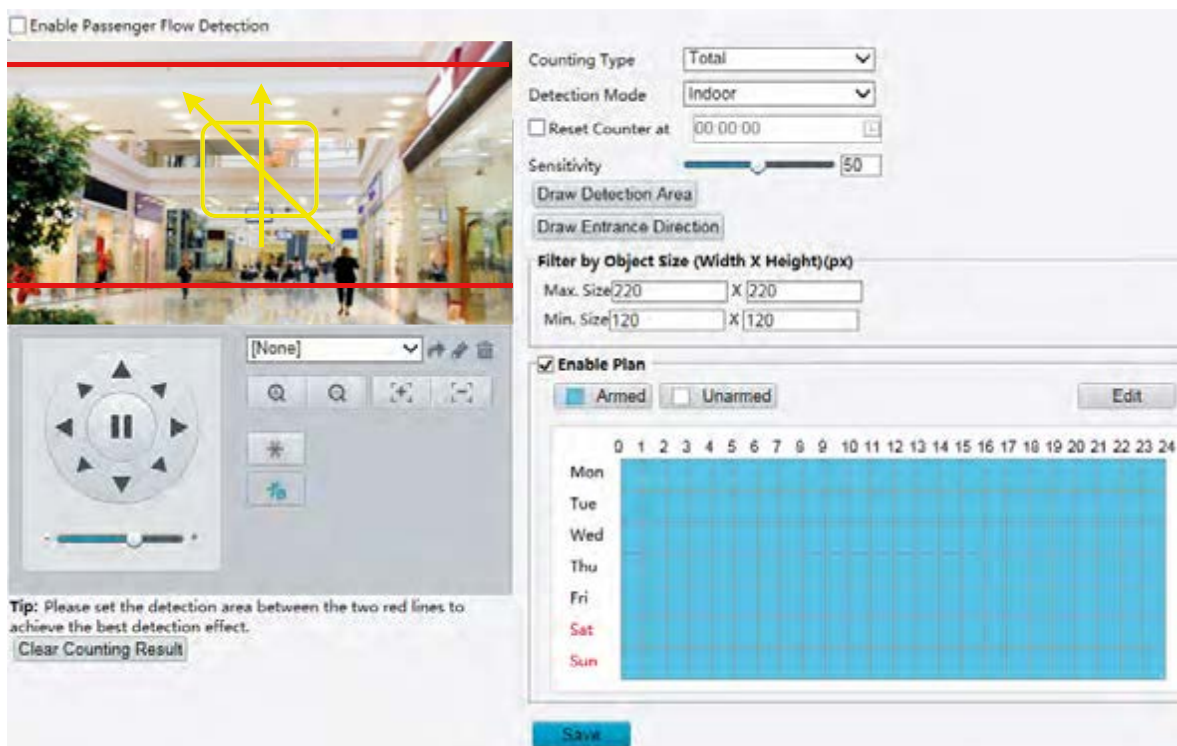 Enable Passenger Flow Detection
Counting Type Total
Detection Mode Indoor
Reset Counter at 00:00:00
Sensitivity 50
Draw Detection Area
Draw Entrance Direction
Filter by Object Size (Width X Height)(px)
Max. Size 220 X 220
Min. Size 120 X 120
[None]
Enable Plan
Armed Unarmed Edit
0 1 2 3 4 5 6 7 8 9 10 11 12 13 14 15 16 17 18 19 20 21 22 23 24
Mon
Tue
Wed
Thu
Fri
Sat
Sun
- +
Tip: Please set the detection area between the two red lines to
achieve the best detection effect.
Clear Counting Result
Save